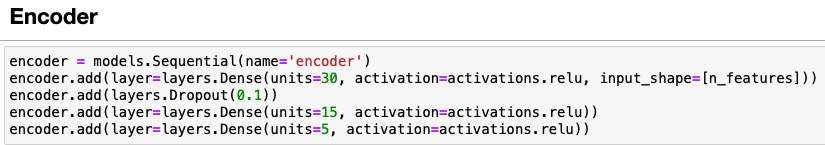 Encoder
encoder = models.Sequential(name='encoder')
encoder.add(layer=layers.Dense(units=30, activation=activations.relu, input_shape=[n_features]))
encoder.add(layers.Dropout(0.1))
encoder.add(layer=layers.Dense(units=15, activation=activations.relu))
encoder.add(layer=layers.Dense(units=5, activation=activations.relu))